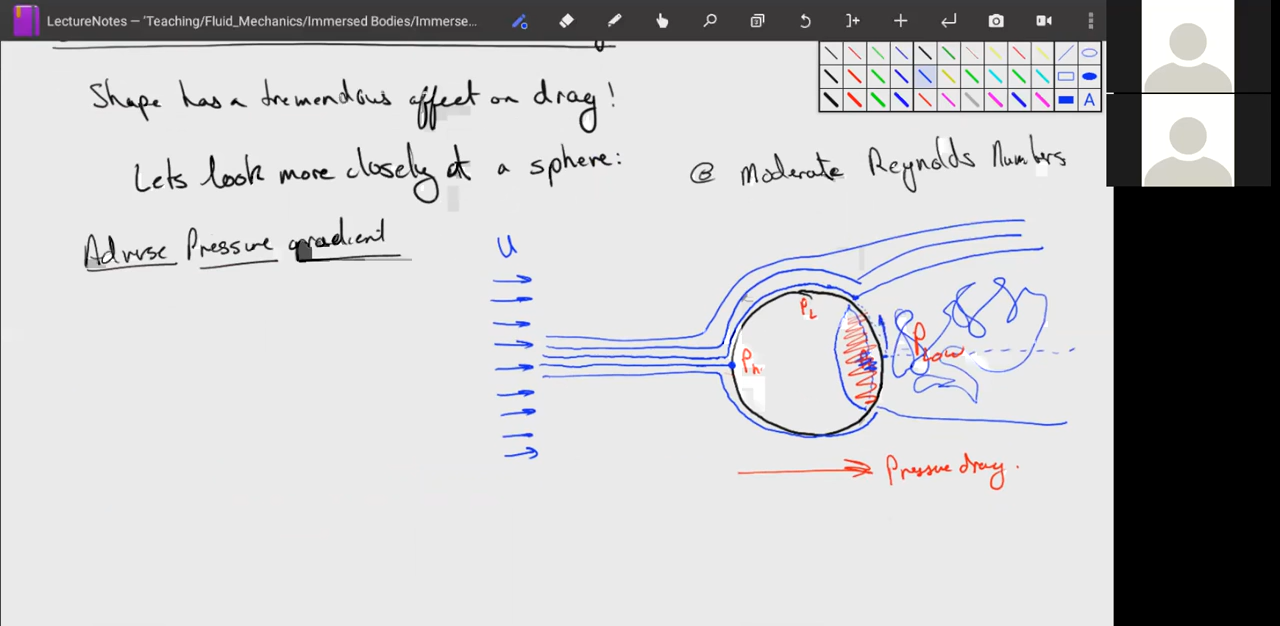 LectureNotes — 'Teaching/Fluid_Mechanics/Immersed Bodies/Immerse...
A
Shape has a tremendous affect on drag!
Lets look more closely at a sphere:
@ Moderate Reynolds Numbers
Adverse Pressure gradient
U
PL
Ph
Plow
Pressure drag.